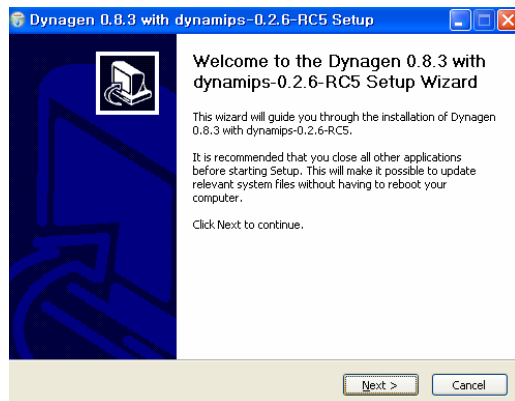 Dynagen 0.8.3 with dynamips-0.2.6-RC5 Setup
Welcome to the Dynagen 0.8.3 with
dynamips-0.2.6-RC5 Setup Wizard
This wizard will guide you through the installation of Dynagen
0.8.3 with dynamips-0.2.6-RC5.
It is recommended that you close all other applications
before starting Setup. This will make it possible to update
relevant system files without having to reboot your
computer.
Click Next to continue.
Next >
Cancel